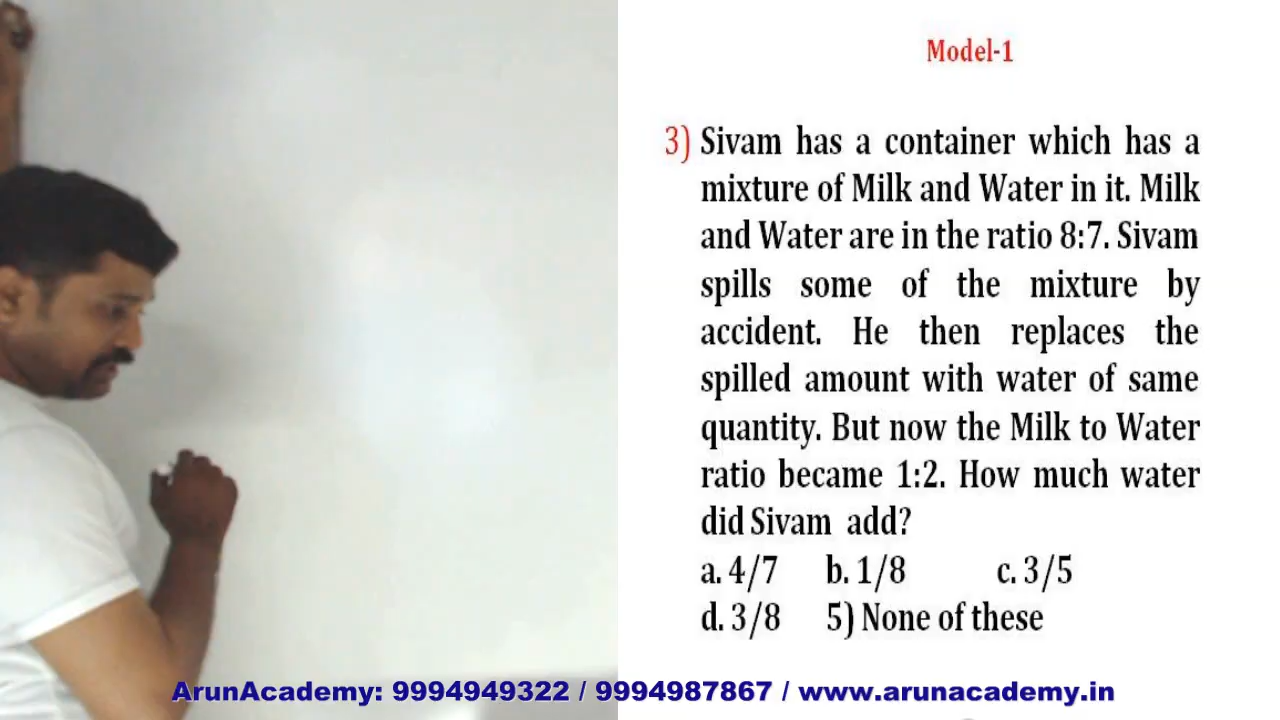 Model-1
3) Sivam has a container which has a
mixture of Milk and Water in it. Milk
and Water are in the ratio 8:7. Sivam
spills some of the mixture by
accident. He then replaces the
spilled amount with water of same
quantity. But now the Milk to Water
ratio became 1:2. How much water
did Sivam add?
a. 4/7 b. 1/8 c. 3/5
d. 3/8 5) None of these
ArunAcademy: 9994949322 / 9994987867 / www.arunacademy.in